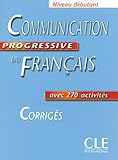 Niveau débutant
COMMUNICATION
PROGRESSIVE DU
FRANÇAIS
avec 270 activités
CORRIGÉS
CLE
INTERNATIONAL